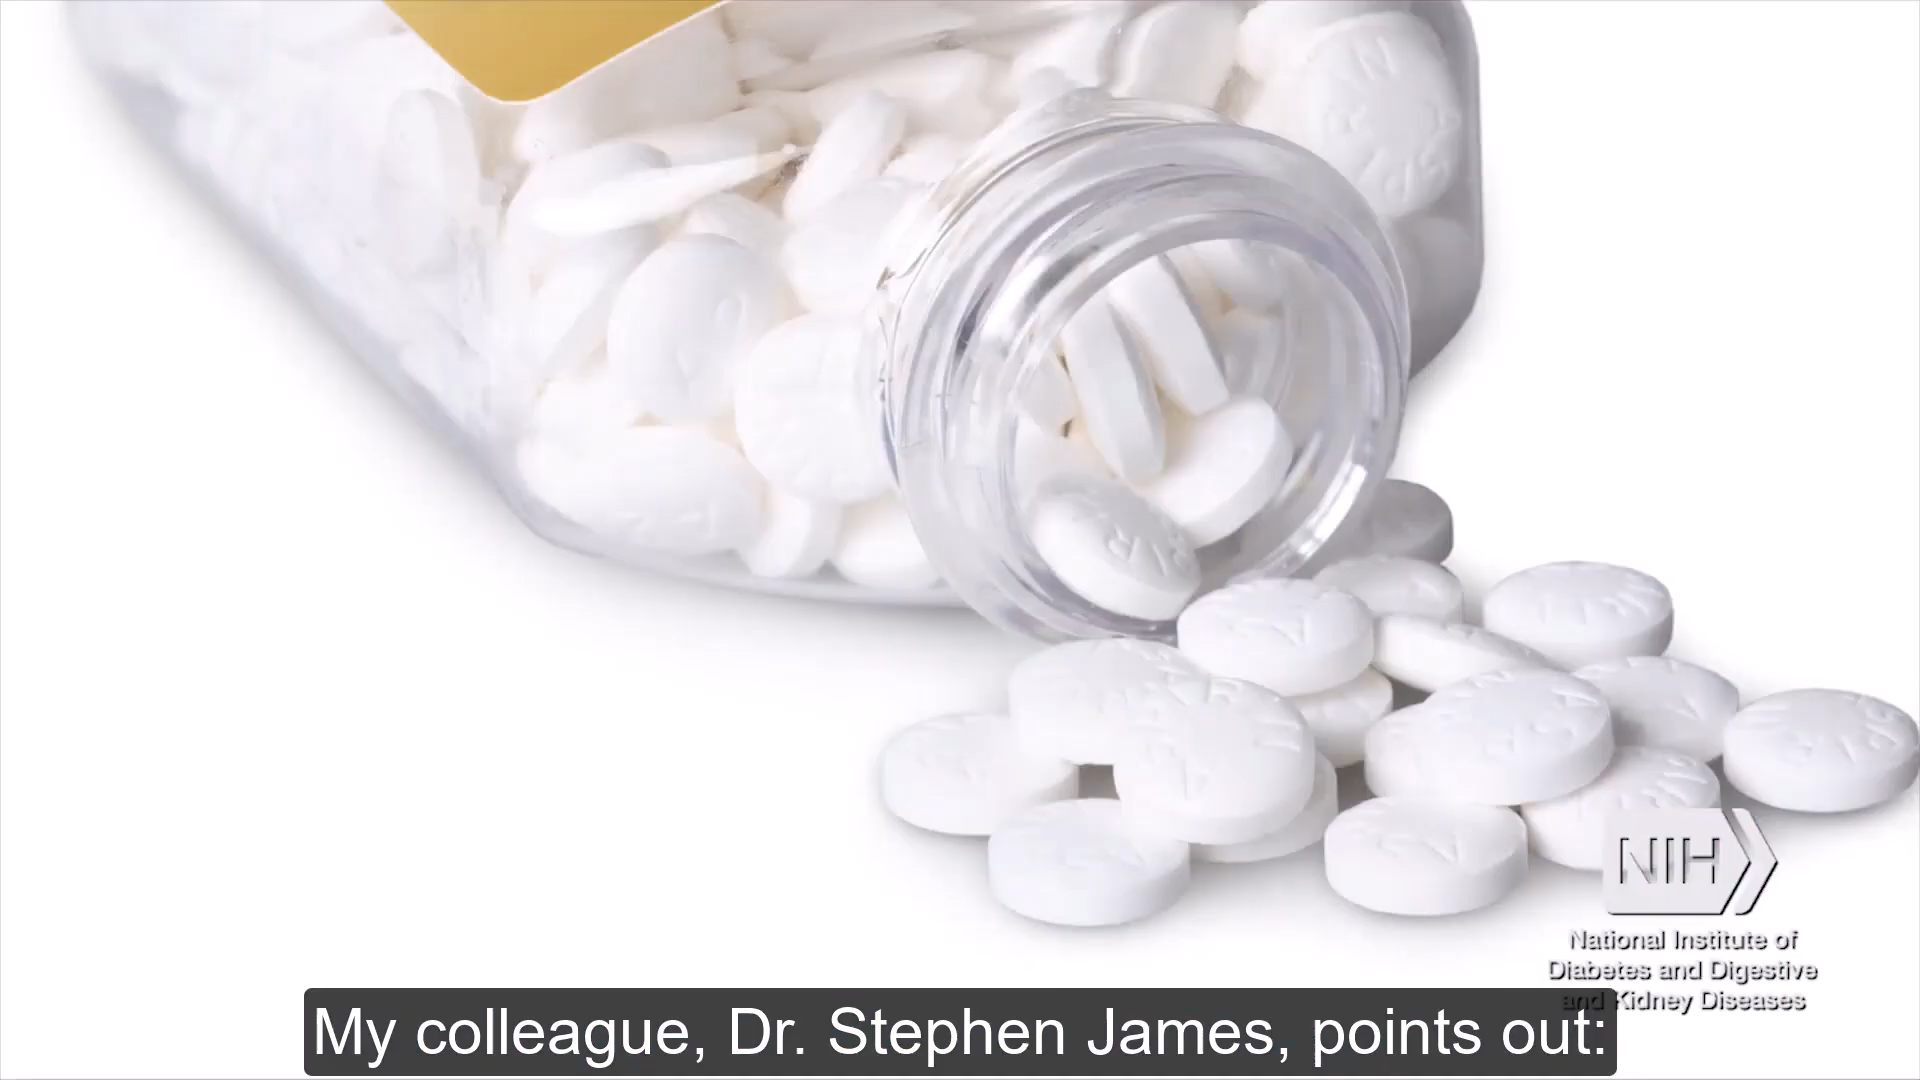 NIH
National Institute of
Diabetes and Digestive
and Kidney Diseases
My colleague, Dr. Stephen James, points out: